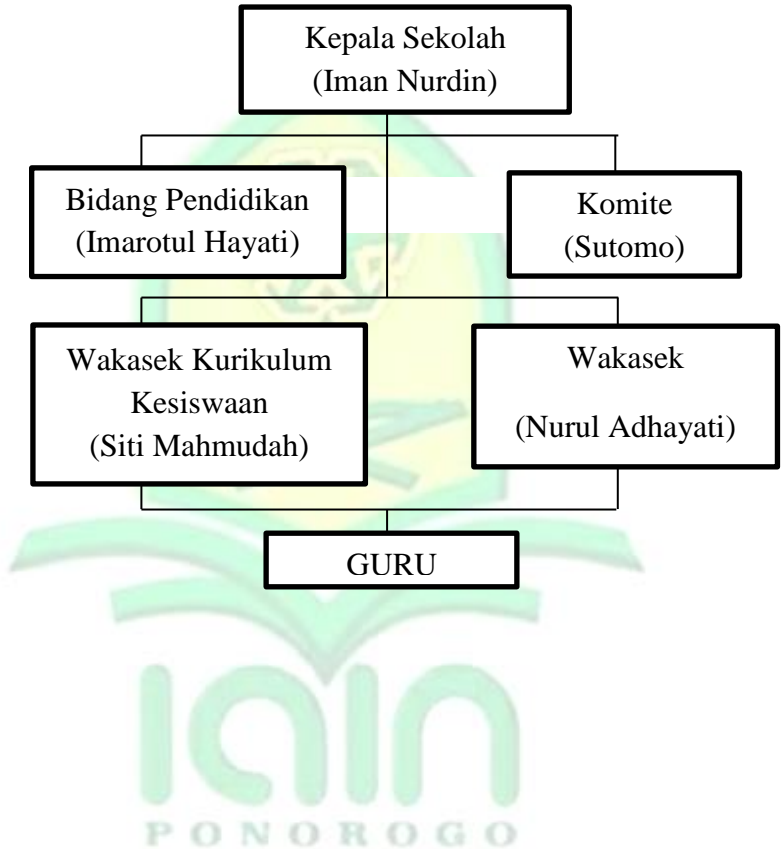 Kepala Sekolah
(Iman Nurdin)
Bidang Pendidikan
(Imarotul Hayati)
Komite
(Sutomo)
Wakasek Kurikulum
Kesiswaan
(Siti Mahmudah)
Wakasek
(Nurul Adhayati)
GURU
iain
PONOROGO